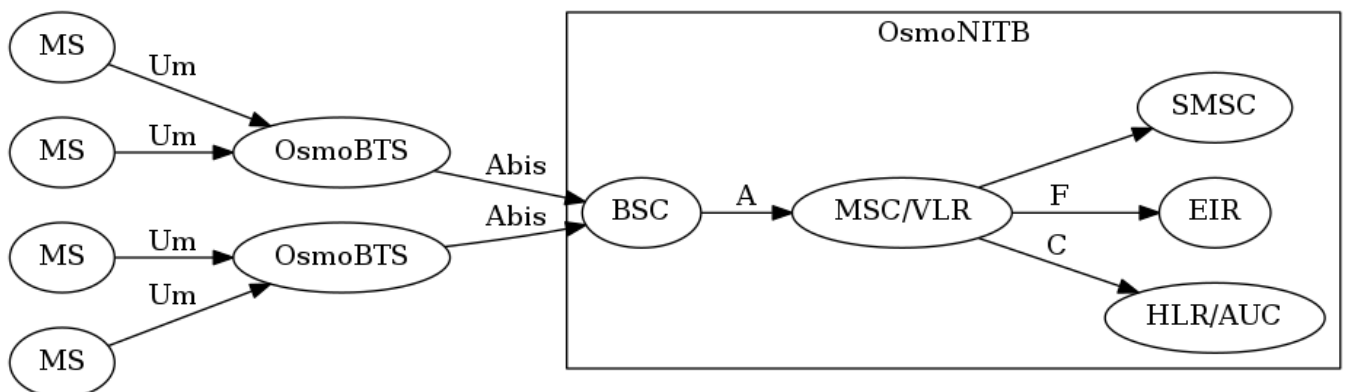 OsmoNITB
MS
Um
SMSC
MS
Um
OsmoBTS
Abis
BSC
A
MSC/VLR
F
EIR
Abis
MS
Um
OsmoBTS
C
Um
HLR/AUC
MS